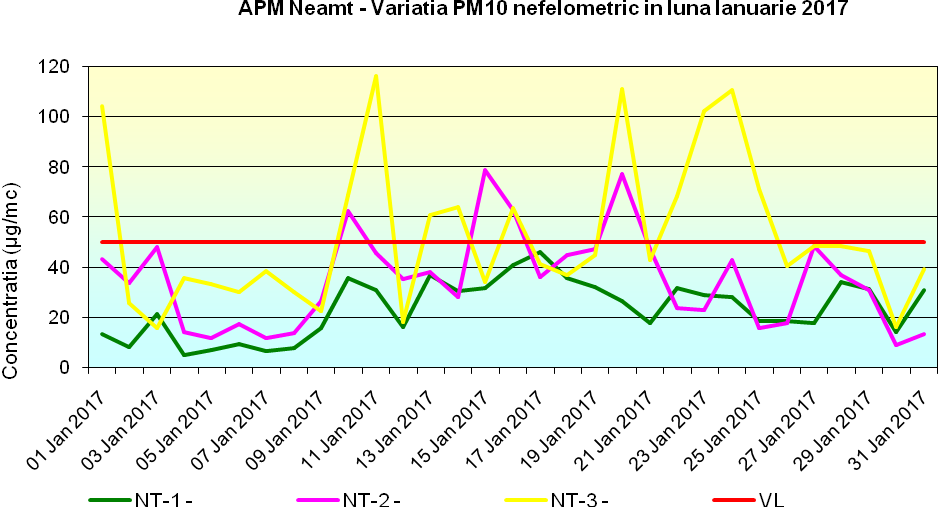 APM Neamt - Variatia PM10 nefelometric in luna Ianuarie 2017
Concentratia (µg/mc)
120
100
80
60
40
20
0
01 Jan 2017
03 Jan 2017
05 Jan 2017
07 Jan 2017
09 Jan 2017
11 Jan 2017
13 Jan 2017
15 Jan 2017
17 Jan 2017
19 Jan 2017
21 Jan 2017
23 Jan 2017
25 Jan 2017
27 Jan 2017
29 Jan 2017
31 Jan 2017
NT-1 - NT-2 - NT-3 - VL